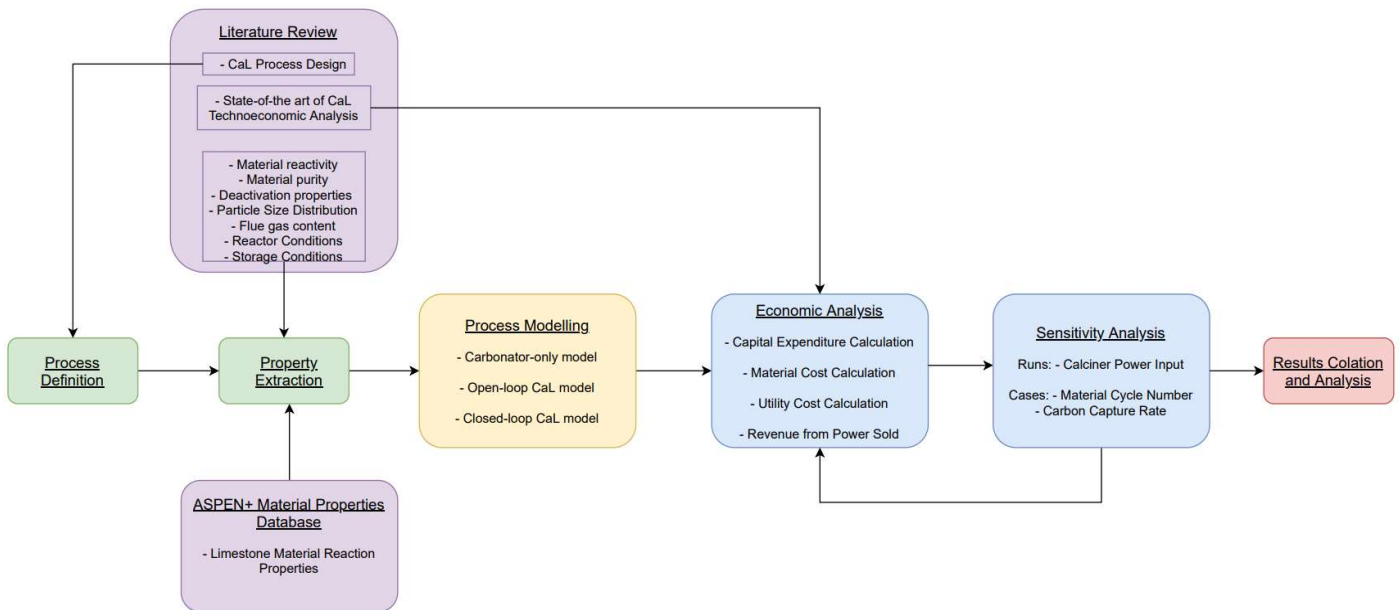 Literature Review
- CaL Process Design
- State-of-the art of CaL
Technoeconomic Analysis
- Material reactivity
- Material purity
- Deactivation properties
- Particle Size Distribution
- Flue gas content
- Reactor Conditions
- Storage Conditions
Process
Definition
Property
Extraction
ASPEN+ Material Properties
Database
- Limestone Material Reaction
Properties
Process Modelling
- Carbonator-only model
- Open-loop CaL model
- Closed-loop CaL model
Economic Analysis
- Capital Expenditure Calculation
- Material Cost Calculation
- Utility Cost Calculation
- Revenue from Power Sold
Sensitivity Analysis
Runs: - Calciner Power Input
Cases: - Material Cycle Number
- Carbon Capture Rate
Results Colation
and Analysis